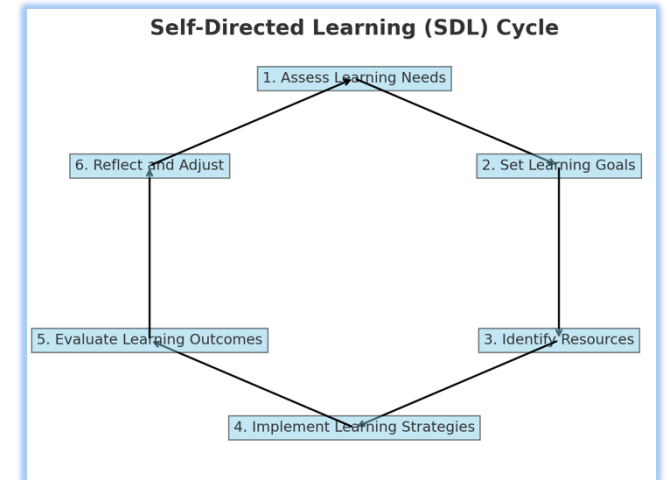 Self-Directed Learning (SDL) Cycle
1. Assess Learning Needs
2. Set Learning Goals
3. Identify Resources
4. Implement Learning Strategies
5. Evaluate Learning Outcomes
6. Reflect and Adjust